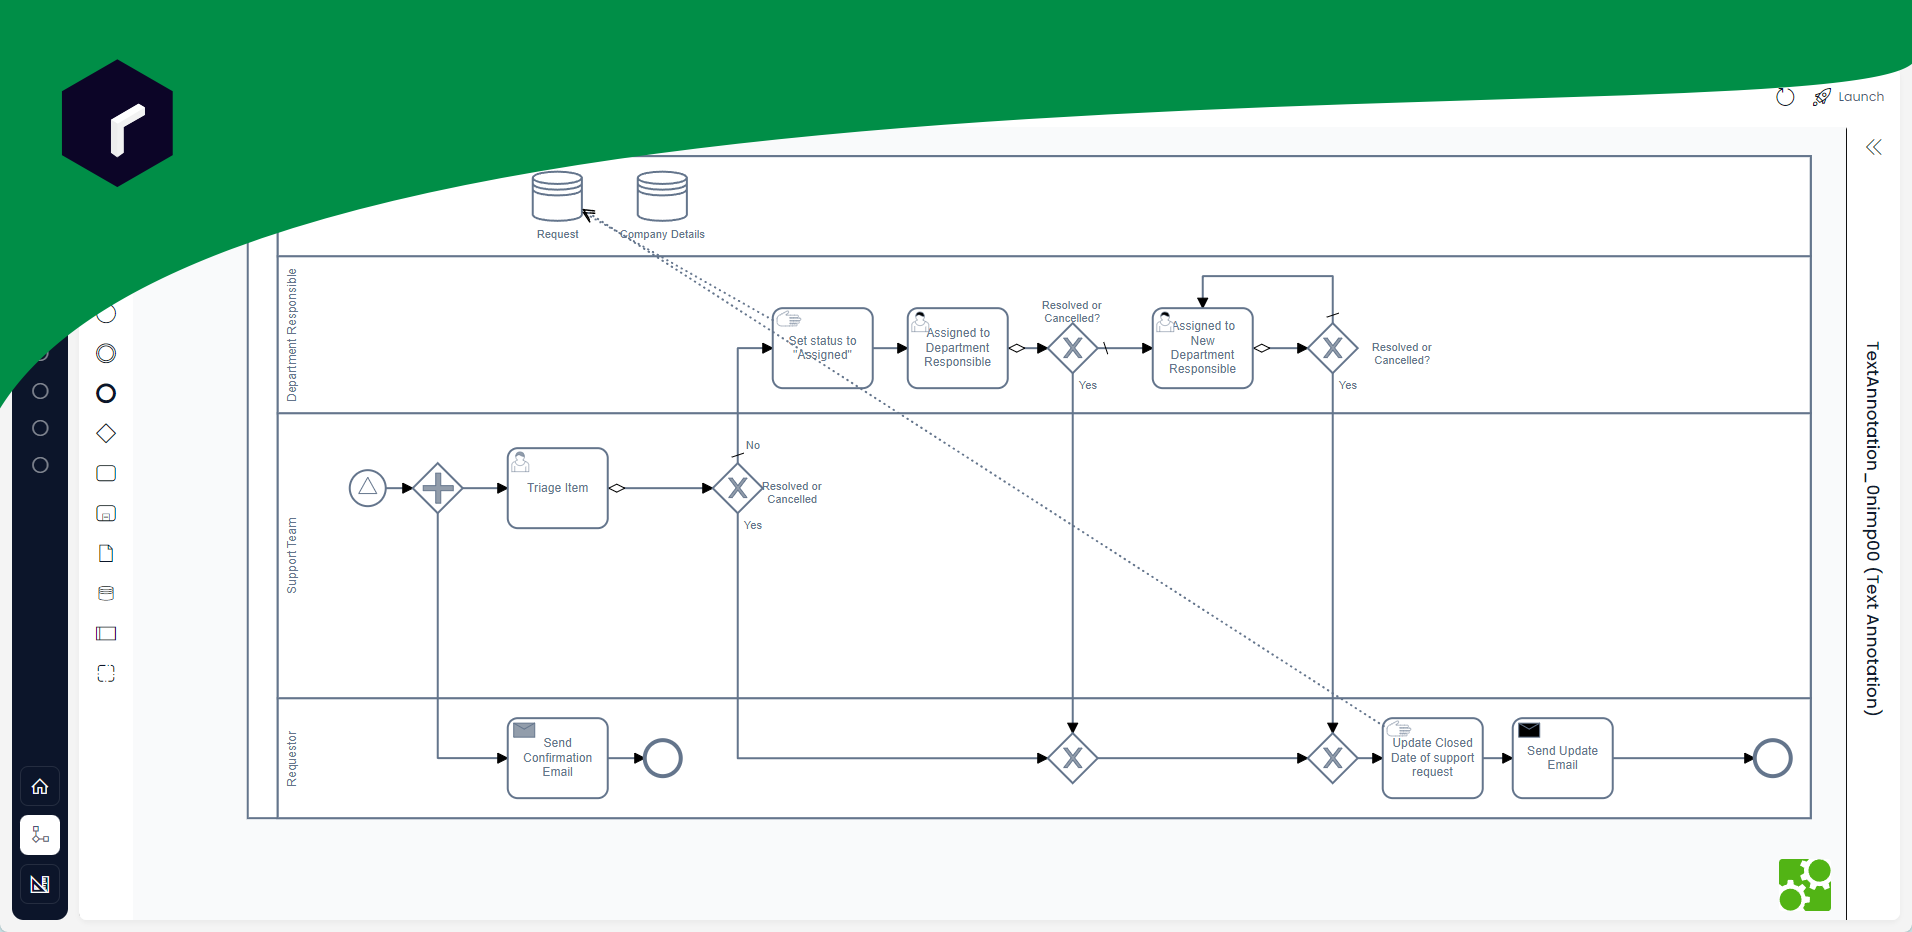 Launch
Request
Company Details
Department Responsible
Resolved or
Cancelled?
Set status to
"Assigned"
Assigned to
Department
Responsible
Assigned to
New
Department
Responsible
Resolved or
Cancelled?
Yes
Yes
No
Support Team
Triage Item
Resolved or
Cancelled
Yes
Requestor
Send
Confirmation
Email
Update Closed
Date of support
request
Send Update
Email
TextAnnotation_0nimp00 (Text Annotation)